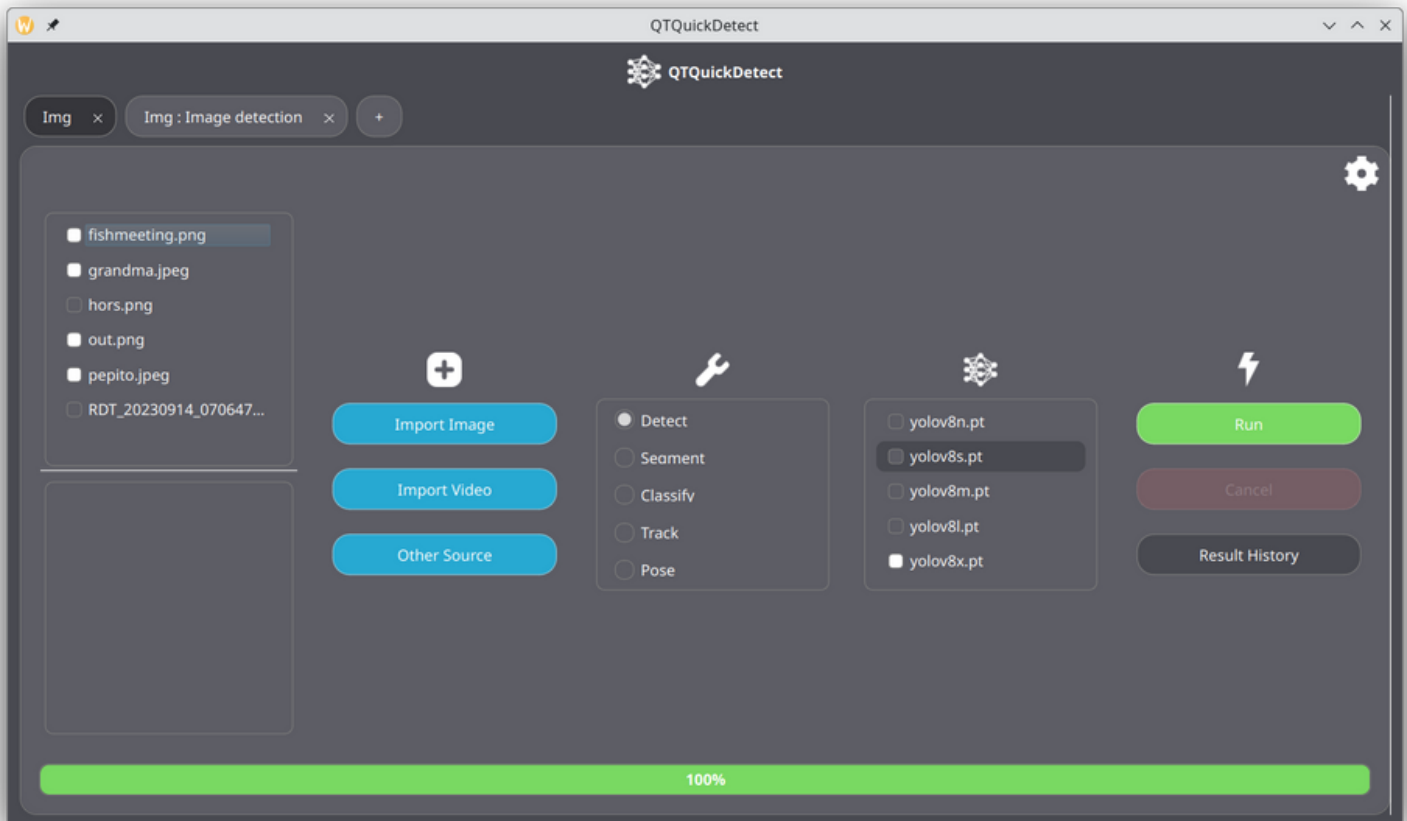 QTQuickDetect
QTQuickDetect
Img × Img : Image detection × +
fishmeeting.png
grandma.jpeg
hors.png
out.png
pepito.jpeg
RDT_20230914_070647...
Import Image
Import Video
Other Source
Detect
Segment
Classify
Track
Pose
yolov8n.pt
yolov8s.pt
yolov8m.pt
yolov8l.pt
yolov8x.pt
Run
Cancel
Result History
100%